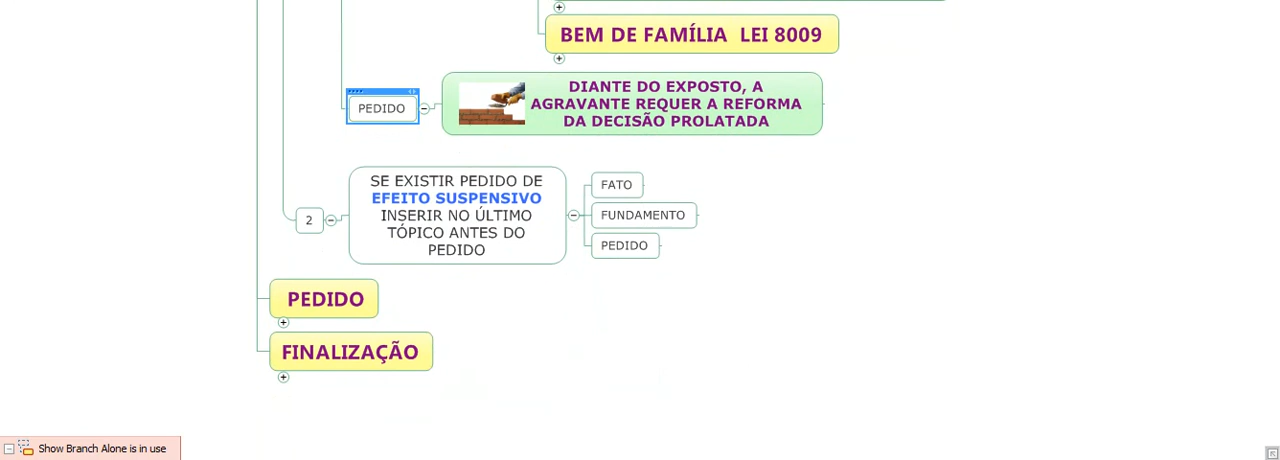 BEM DE FAMÍLIA LEI 8009
DIANTE DO EXPOSTO, A
AGRAVANTE REQUER A REFORMA
DA DECISÃO PROLATADA
PEDIDO
SE EXISTIR PEDIDO DE
EFEITO SUSPENSIVO
INSERIR NO ÚLTIMO
TÓPICO ANTES DO
PEDIDO
2
FATO
FUNDAMENTO
PEDIDO
PEDIDO
FINALIZAÇÃO
Show Branch Alone is in use